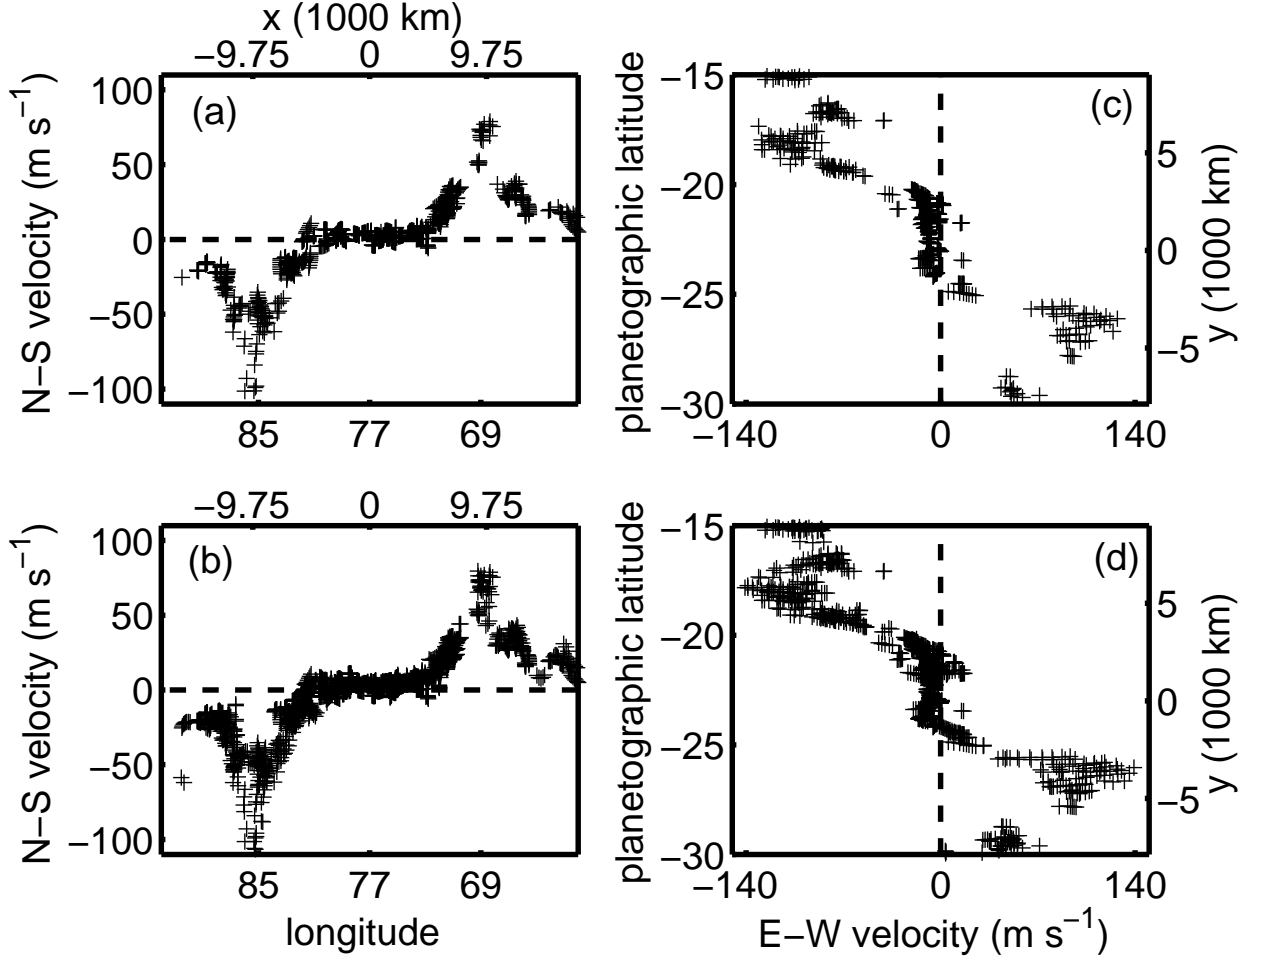 x (1000 km)
−9.75 0 9.75
N−S velocity (m s−1)
100
50
0
−50
−100
(a)
85 77 69
planetographic latitude
−15
−20
−25
−30
(c)
5
0
−5
y (1000 km)
−140 0 140
−9.75 0 9.75
N−S velocity (m s−1)
100
50
0
−50
−100
(b)
85 77 69
longitude
planetographic latitude
−15
−20
−25
−30
(d)
5
0
−5
y (1000 km)
−140 0 140
E−W velocity (m s−1)